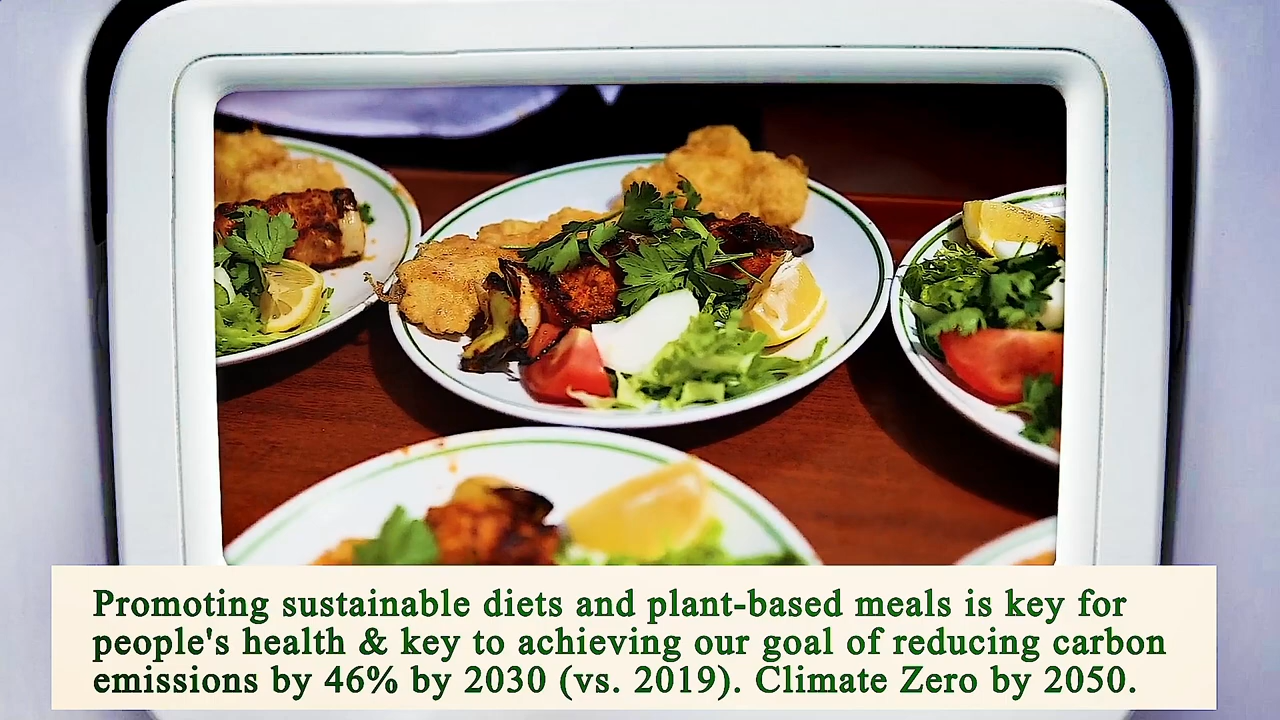 Promoting sustainable diets and plant-based meals is key for
people's health & key to achieving our goal of reducing carbon
emissions by 46% by 2030 (vs. 2019). Climate Zero by 2050.